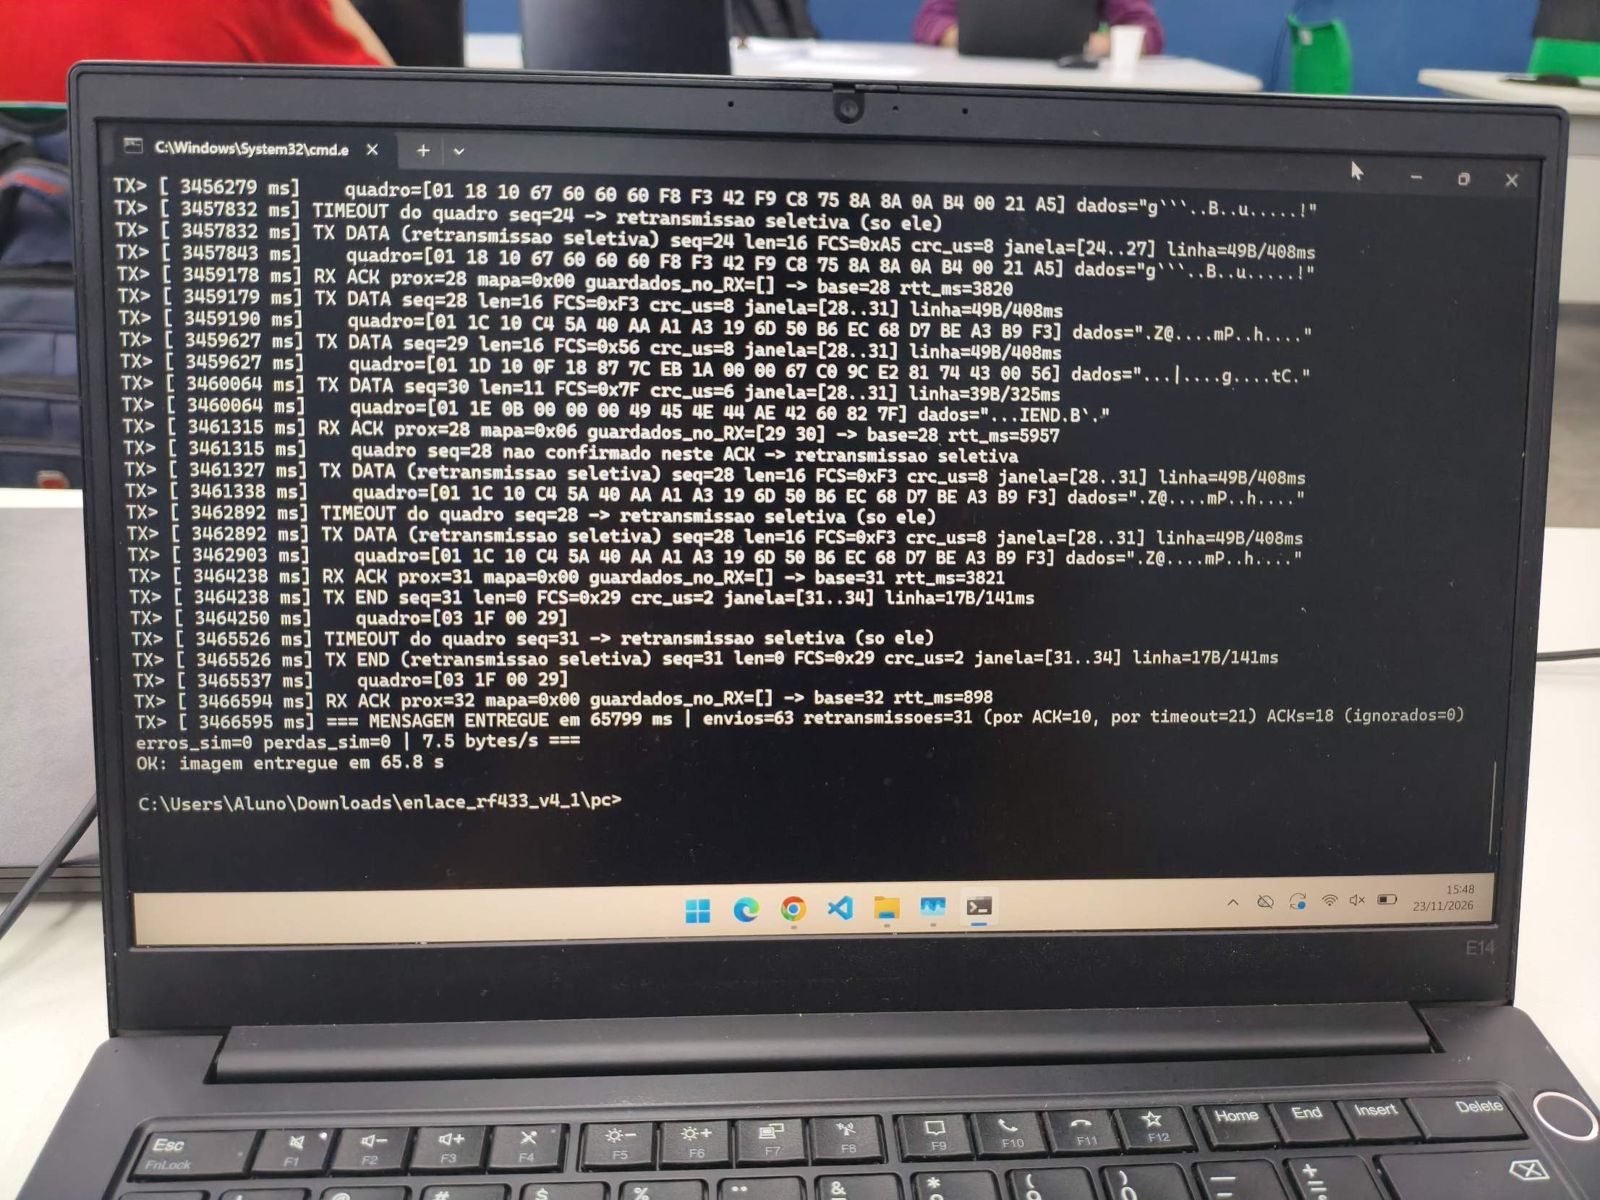 C:\Windows\System32\cmd.e
TX> [ 3456279 ms]    quadro=[01 18 10 67 60 60 60 F8 F3 42 F9 C8 75 8A 8A 0A B4 00 21 A5] dados="g```..B..u.....!"
TX> [ 3457832 ms] TIMEOUT do quadro seq=24 -> retransmissao seletiva (so ele)
TX> [ 3457832 ms] TX DATA (retransmissao seletiva) seq=24 len=16 FCS=0xA5 crc_us=8 janela=[24..27] linha=49B/408ms
TX> [ 3457843 ms]    quadro=[01 18 10 67 60 60 60 F8 F3 42 F9 C8 75 8A 8A 0A B4 00 21 A5] dados="g```..B..u.....!"
TX> [ 3459178 ms] RX ACK prox=28 mapa=0x00 guardados_no_RX=[] -> base=28 rtt_ms=3820
TX> [ 3459179 ms] TX DATA seq=28 len=16 FCS=0xF3 crc_us=8 janela=[28..31] linha=49B/408ms
TX> [ 3459190 ms]    quadro=[01 1C 10 C4 5A 40 AA A1 A3 19 6D 50 B6 EC 68 D7 BE A3 B9 F3] dados=".Z@....mP..h...."
TX> [ 3459627 ms] TX DATA seq=29 len=16 FCS=0x56 crc_us=8 janela=[28..31] linha=49B/408ms
TX> [ 3459627 ms]    quadro=[01 1D 10 0F 18 87 7C EB 1A 00 00 67 C0 9C E2 81 74 43 00 56] dados="...|....g....tC."
TX> [ 3460064 ms] TX DATA seq=30 len=11 FCS=0x7F crc_us=6 janela=[28..31] linha=39B/325ms
TX> [ 3460064 ms]    quadro=[01 1E 0B 00 00 00 00 49 45 4E 44 AE 42 60 82 7F] dados="...IEND.B`."
TX> [ 3461315 ms] RX ACK prox=28 mapa=0x06 guardados_no_RX=[29 30] -> base=28 rtt_ms=5957
TX> [ 3461315 ms]    quadro seq=28 nao confirmado neste ACK -> retransmissao seletiva
TX> [ 3461327 ms] TX DATA (retransmissao seletiva) seq=28 len=16 FCS=0xF3 crc_us=8 janela=[28..31] linha=49B/408ms
TX> [ 3461338 ms]    quadro=[01 1C 10 C4 5A 40 AA A1 A3 19 6D 50 B6 EC 68 D7 BE A3 B9 F3] dados=".Z@....mP..h...."
TX> [ 3462892 ms] TIMEOUT do quadro seq=28 -> retransmissao seletiva (so ele)
TX> [ 3462892 ms] TX DATA (retransmissao seletiva) seq=28 len=16 FCS=0xF3 crc_us=8 janela=[28..31] linha=49B/408ms
TX> [ 3462903 ms]    quadro=[01 1C 10 C4 5A 40 AA A1 A3 19 6D 50 B6 EC 68 D7 BE A3 B9 F3] dados=".Z@....mP..h...."
TX> [ 3464238 ms] RX ACK prox=31 mapa=0x00 guardados_no_RX=[] -> base=31 rtt_ms=3821
TX> [ 3464238 ms] TX END seq=31 len=0 FCS=0x29 crc_us=2 janela=[31..34] linha=17B/141ms
TX> [ 3464250 ms]    quadro=[03 1F 00 29]
TX> [ 3465526 ms] TIMEOUT do quadro seq=31 -> retransmissao seletiva (so ele)
TX> [ 3465526 ms] TX END (retransmissao seletiva) seq=31 len=0 FCS=0x29 crc_us=2 janela=[31..34] linha=17B/141ms
TX> [ 3465537 ms]    quadro=[03 1F 00 29]
TX> [ 3466594 ms] RX ACK prox=32 mapa=0x00 guardados_no_RX=[] -> base=32 rtt_ms=898
TX> [ 3466595 ms] === MENSAGEM ENTREGUE em 65799 ms | envios=63 retransmissoes=31 (por ACK=10, por timeout=21) ACKs=18 (ignorados=0)
erros_sim=0 perdas_sim=0 | 7.5 bytes/s ===
OK: imagem entregue em 65.8 s
C:\Users\Aluno\Downloads\enlace_rf433_v4_1\pc>
15:48
23/11/2026
E14
Esc F1 F2 F3 F4 F5 F6 F7 F8 F9 F10 F11 F12 Home End Insert Delete
FnLock
# $ % & * ( ) _ +